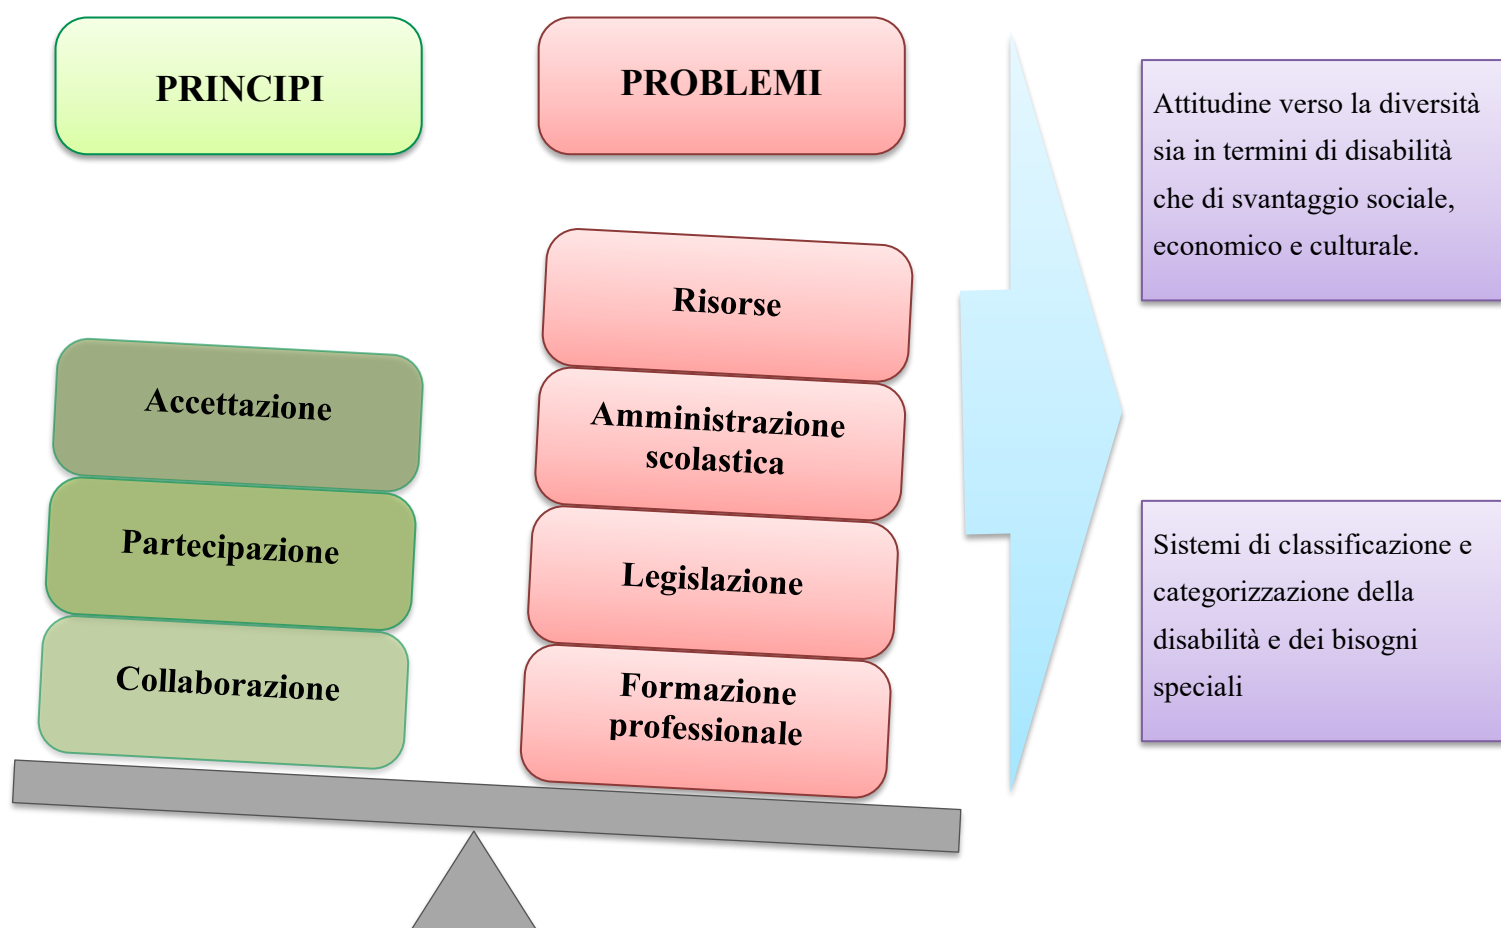 PRINCIPI
PROBLEMI
Risorse
Amministrazione
scolastica
Legislazione
Formazione
professionale
Accettazione
Partecipazione
Collaborazione
Attitudine verso la diversità
sia in termini di disabilità
che di svantaggio sociale,
economico e culturale.
Sistemi di classificazione e
categorizzazione della
disabilità e dei bisogni
speciali